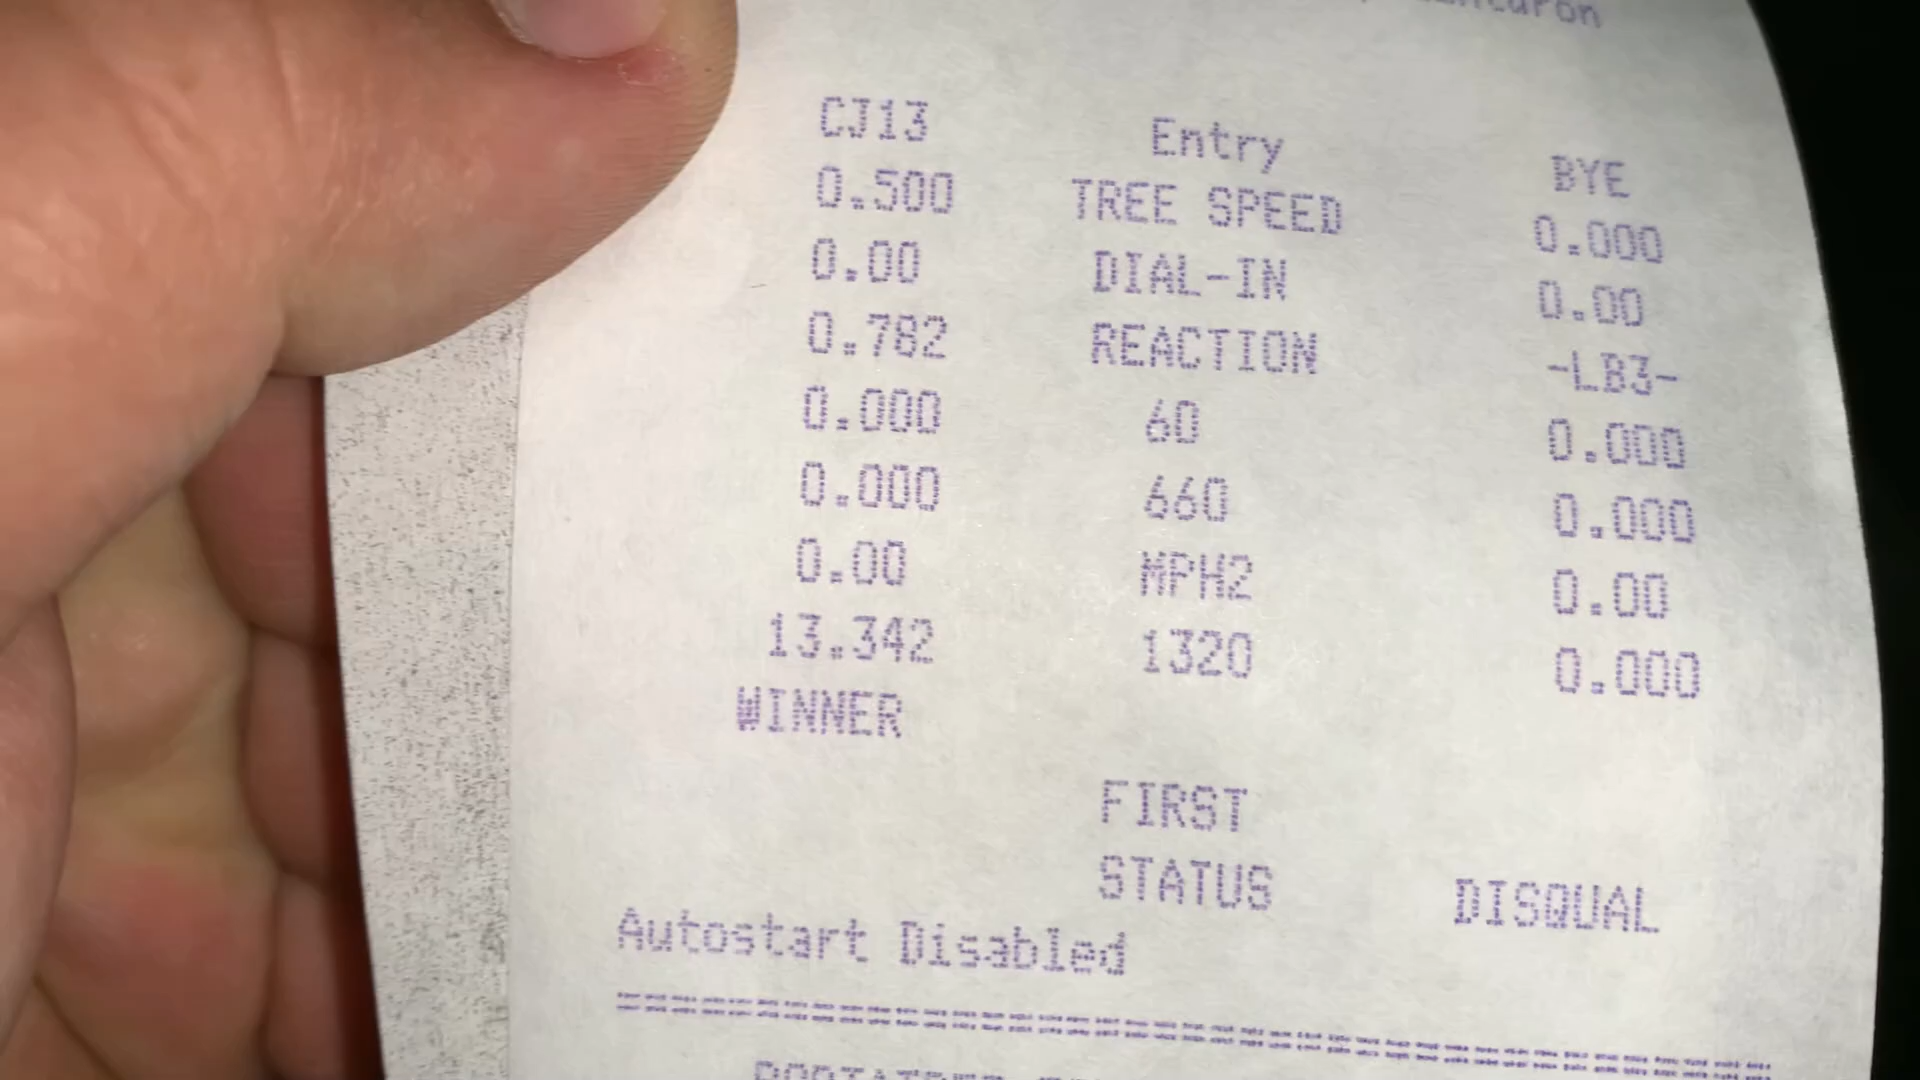 CJ13 Entry BYE
0.500 TREE SPEED 0.000
0.00 DIAL-IN 0.00
0.782 REACTION
0.000 60 0.000
0.000 660 0.000
0.00 MPH2 0.00
13.342 1320 0.000
WINNER FIRST
STATUS DISQUAL
Autostart Disabled